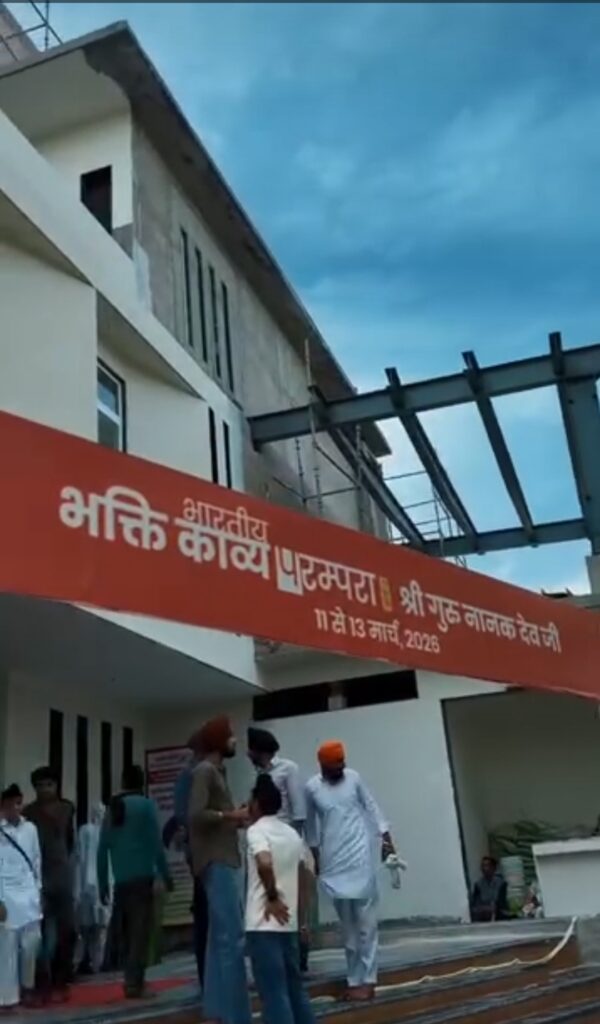 भारतीय
भक्ति काव्य परम्परा श्री गुरु नानक देव जी
11 से 13 मार्च, 2026